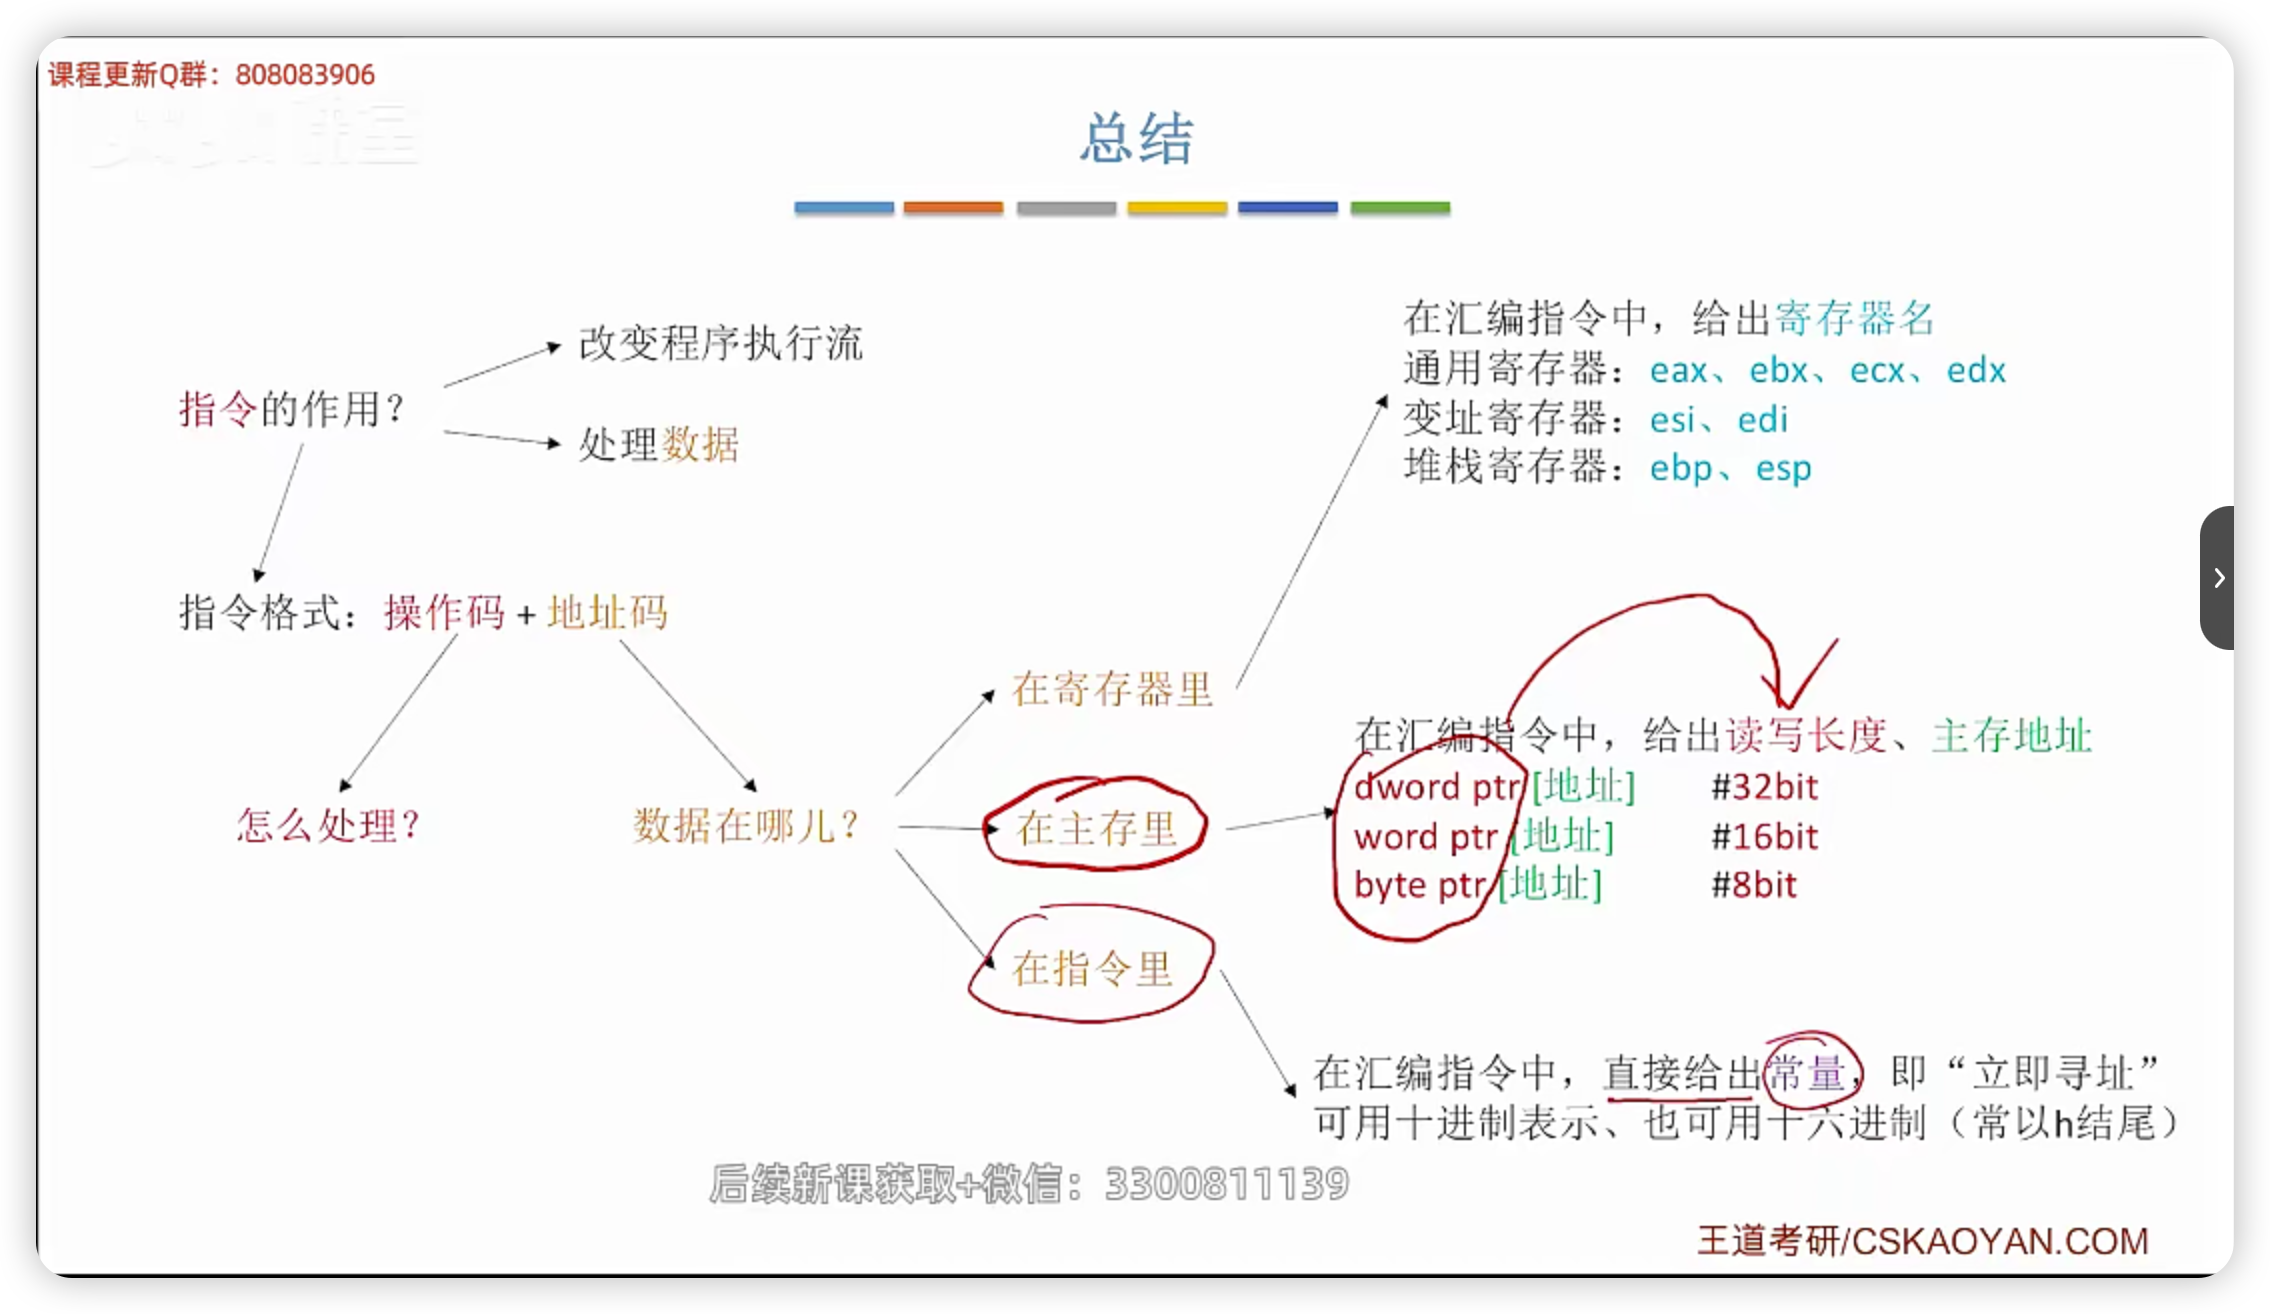 课程更新Q群：808083906
总结
指令的作用？
改变程序执行流
处理数据
指令格式：操作码 + 地址码
怎么处理？
数据在哪儿？
在寄存器里
在汇编指令中，给出寄存器名
通用寄存器：eax、ebx、ecx、edx
变址寄存器：esi、edi
堆栈寄存器：ebp、esp
在主存里
在汇编指令中，给出读写长度、主存地址
dword ptr [地址] #32bit
word ptr [地址] #16bit
byte ptr [地址] #8bit
在指令里
在汇编指令中，直接给出常量，即“立即寻址”
可用十进制表示、也可用十六进制（常以h结尾）
后续新课获取+微信：3300811139
王道考研/CSKAOYAN.COM